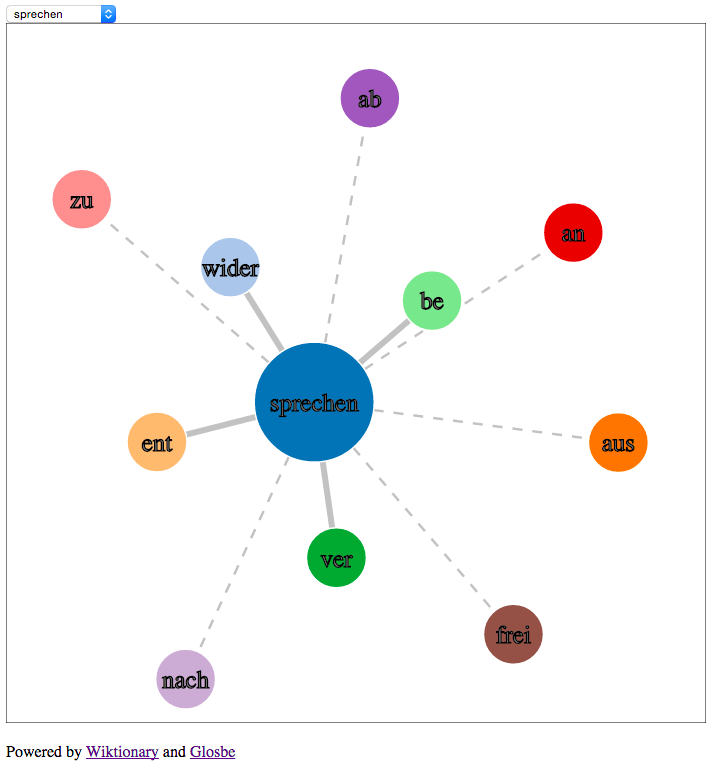 sprechen
ab
zu
an
wider
be
sprechen
ent
aus
ver
frei
nach
Powered by Wiktionary and Glosbe